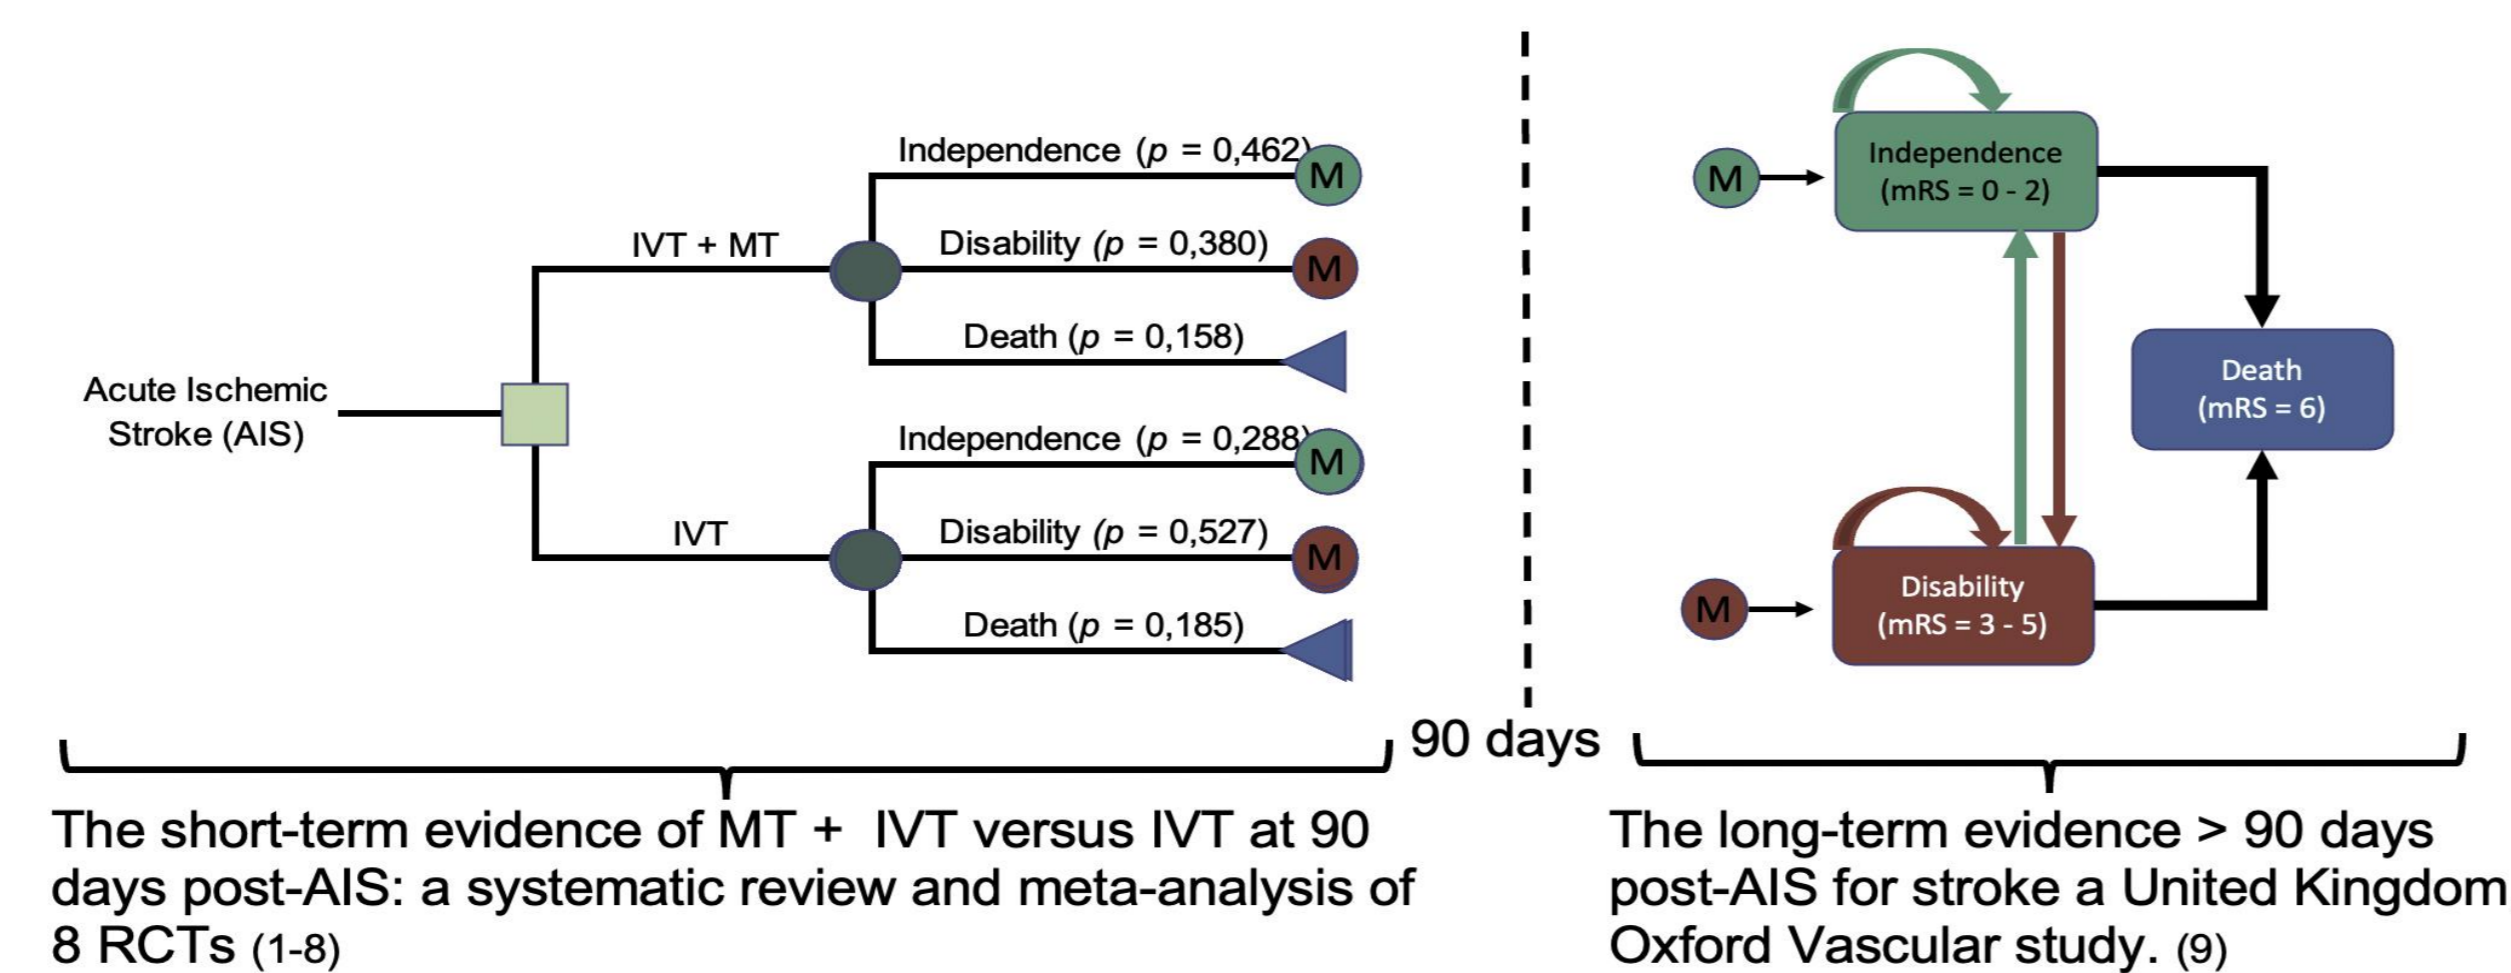 Acute Ischemic
Stroke (AIS)
IVT + MT
Independence (p = 0,462)
M
Disability (p = 0,380)
M
Death (p = 0,158)
IVT
Independence (p = 0,288)
M
Disability (p = 0,527)
M
Death (p = 0,185)
90 days
M
Independence
(mRS = 0 - 2)
Death
(mRS = 6)
M
Disability
(mRS = 3 - 5)
The short-term evidence of MT + IVT versus IVT at 90
days post-AIS: a systematic review and meta-analysis of
8 RCTs (1-8)
The long-term evidence > 90 days
post-AIS for stroke a United Kingdom
Oxford Vascular study. (9)